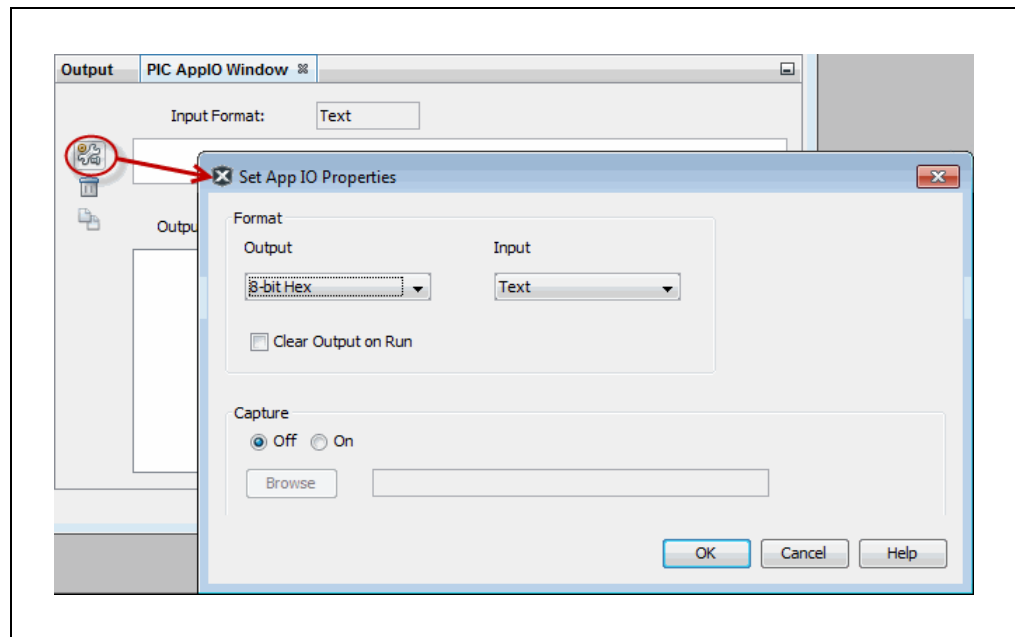 Output PIC AppIO Window
Input Format: Text
Set App IO Properties
Format
Output Input
8-bit Hex Text
Clear Output on Run
Capture
Off On
Browse
OK Cancel Help
Outpu